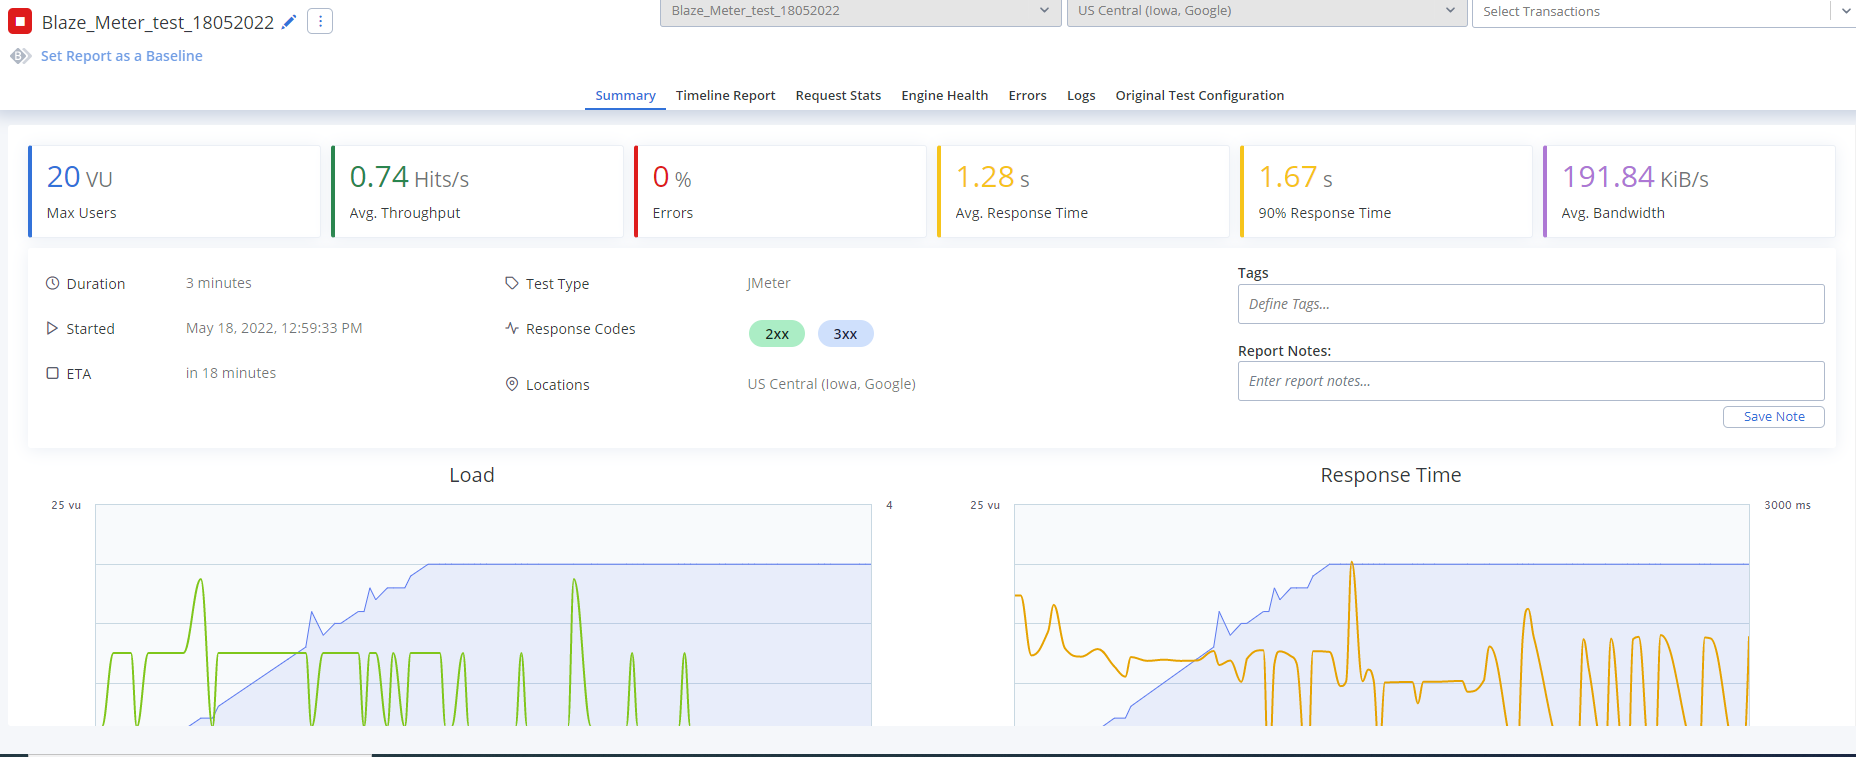 Blaze_Meter_test_18052022
Blaze_Meter_test_18052022
US Central (Iowa, Google)
Select Transactions
Set Report as a Baseline
Summary Timeline Report Request Stats Engine Health Errors Logs Original Test Configuration
20 VU
Max Users
0.74 Hits/s
Avg. Throughput
0 %
Errors
1.28 s
Avg. Response Time
1.67 s
90% Response Time
191.84 KiB/s
Avg. Bandwidth
Duration 3 minutes
Started May 18, 2022, 12:59:33 PM
ETA in 18 minutes
Test Type JMeter
Response Codes 2xx 3xx
Locations US Central (Iowa, Google)
Tags
Define Tags...
Report Notes:
Enter report notes...
Save Note
Load
25 vu 4
Response Time
25 vu 3000 ms